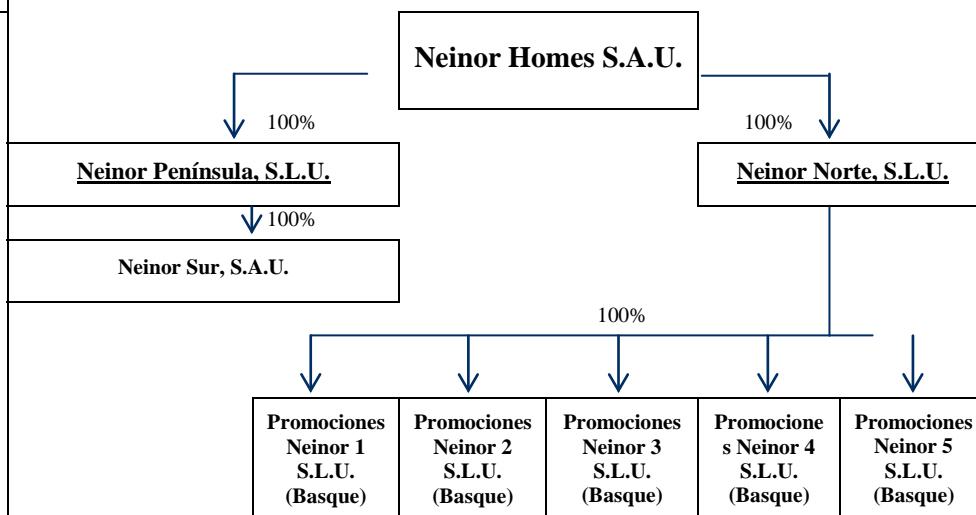 Neinor Homes S.A.U.
100%
100%
Neinor Península, S.L.U.
Neinor Norte, S.L.U.
100%
Neinor Sur, S.A.U.
100%
Promociones
Neinor 1
S.L.U.
(Basque)
Promociones
Neinor 2
S.L.U.
(Basque)
Promociones
Neinor 3
S.L.U.
(Basque)
Promocione
s Neinor 4
S.L.U.
(Basque)
Promociones
Neinor 5
S.L.U.
(Basque)